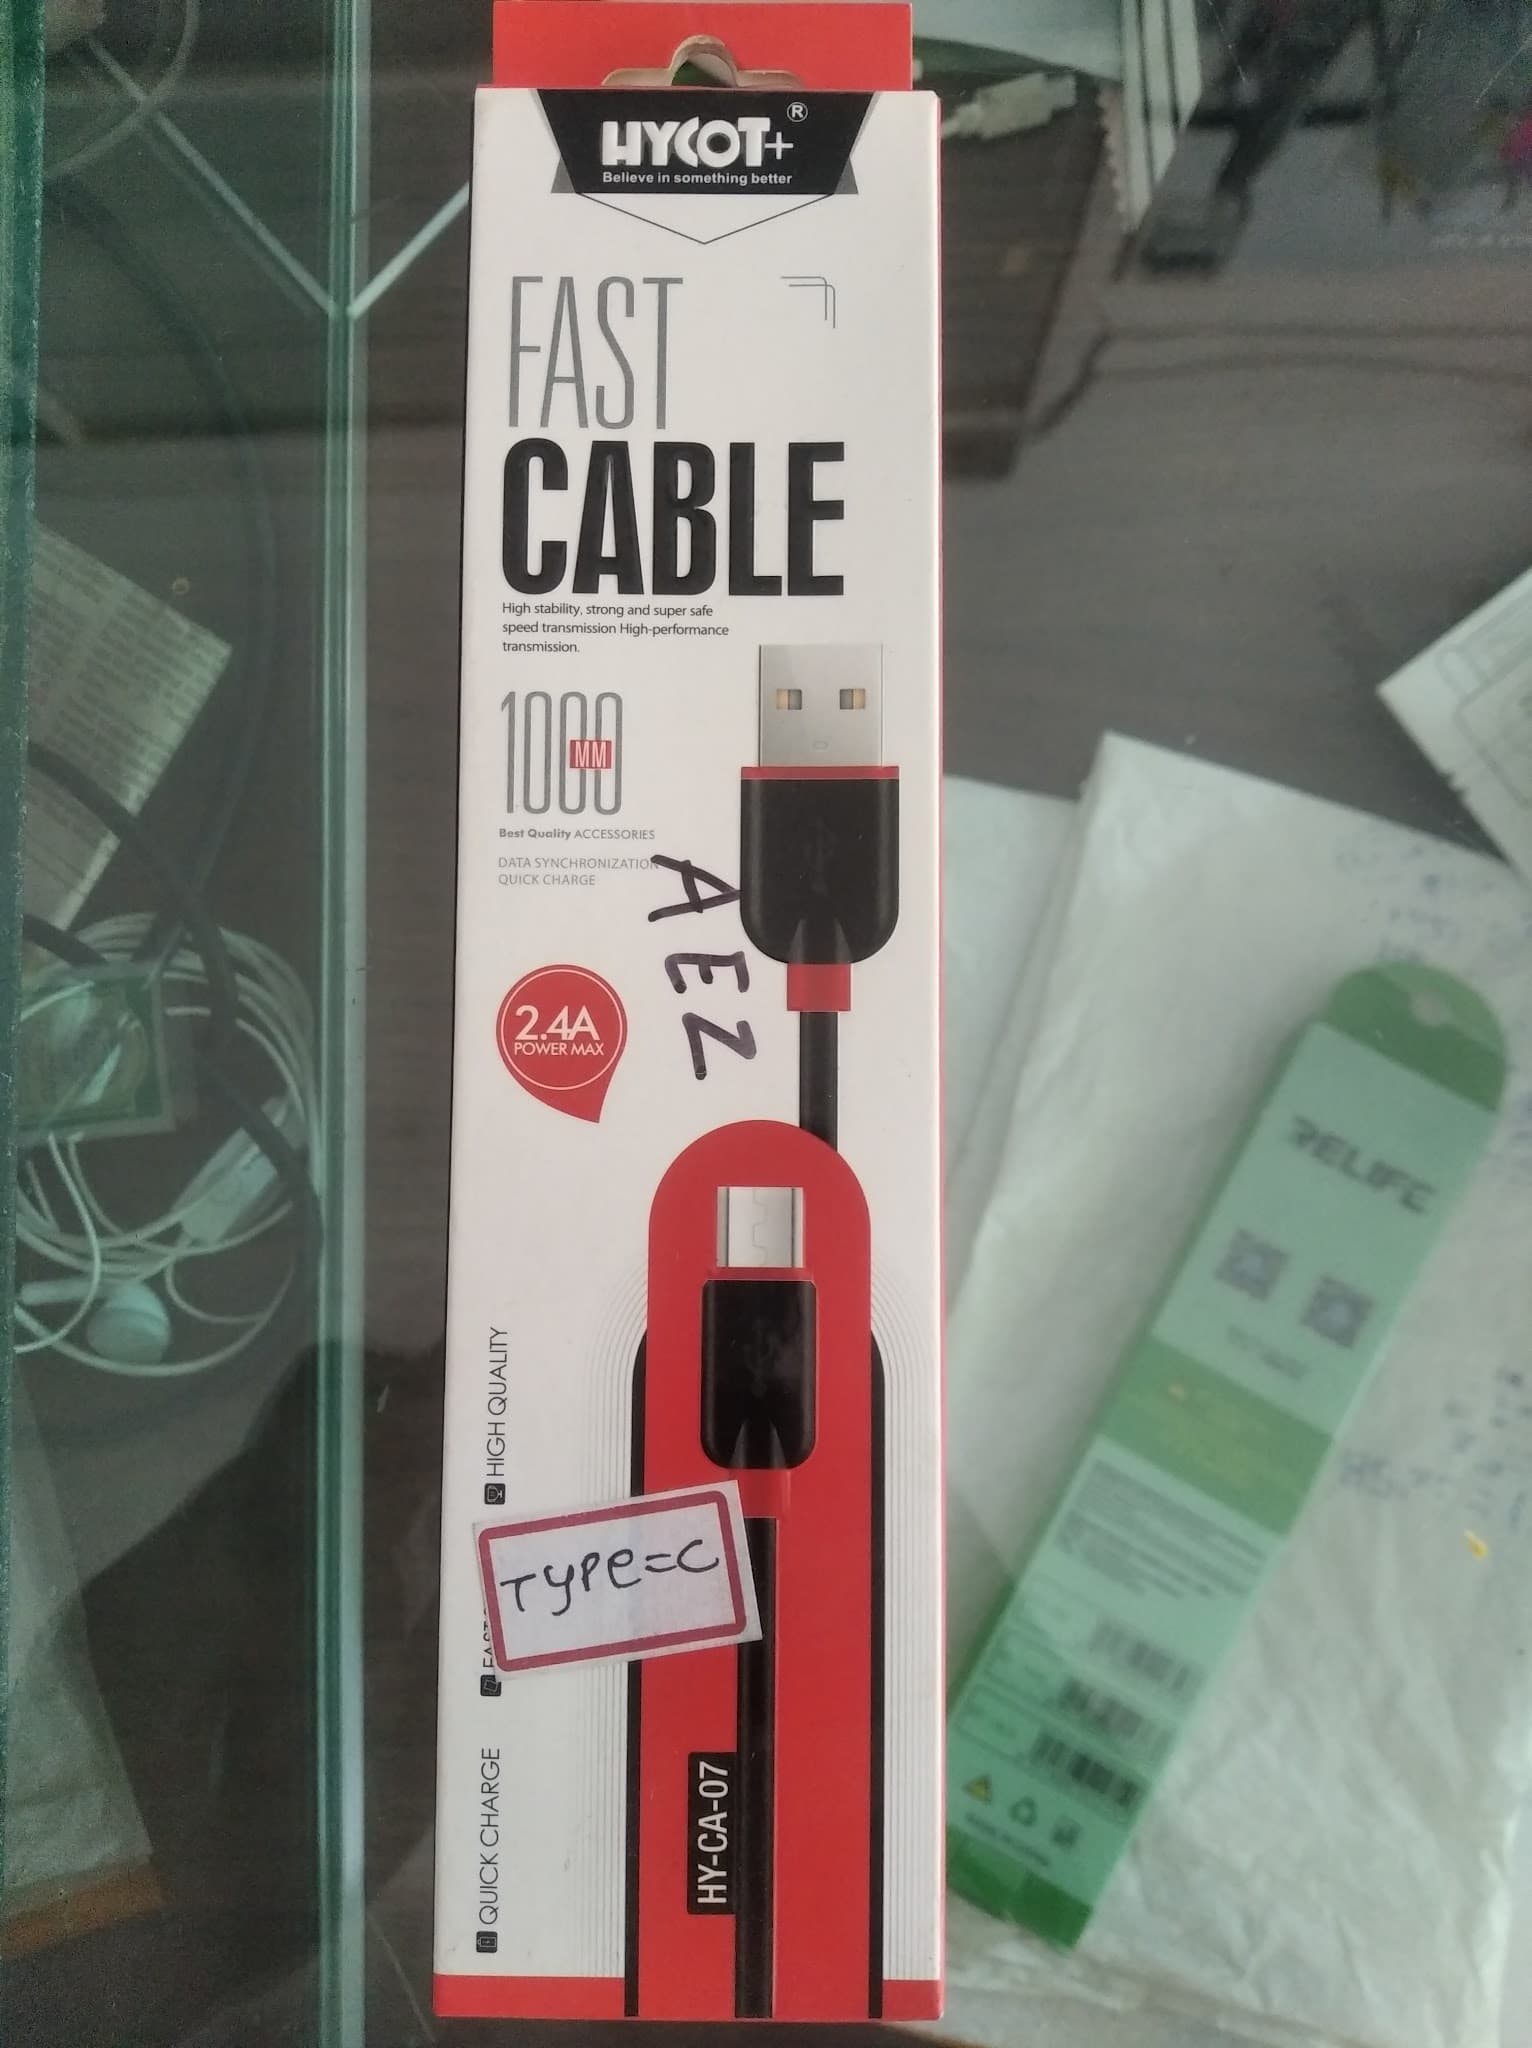 HYCOT+®
Believe in something better
FAST
CABLE
High stability, strong and super safe
speed transmission High-performance
transmission.
1000
MM
Best Quality ACCESSORIES
DATA SYNCHRONIZATION
QUICK CHARGE
AEZ
2.4A
POWER MAX
HIGH QUALITY
TYPE=C
QUICK CHARGE
HY-CA-07
RELIFE